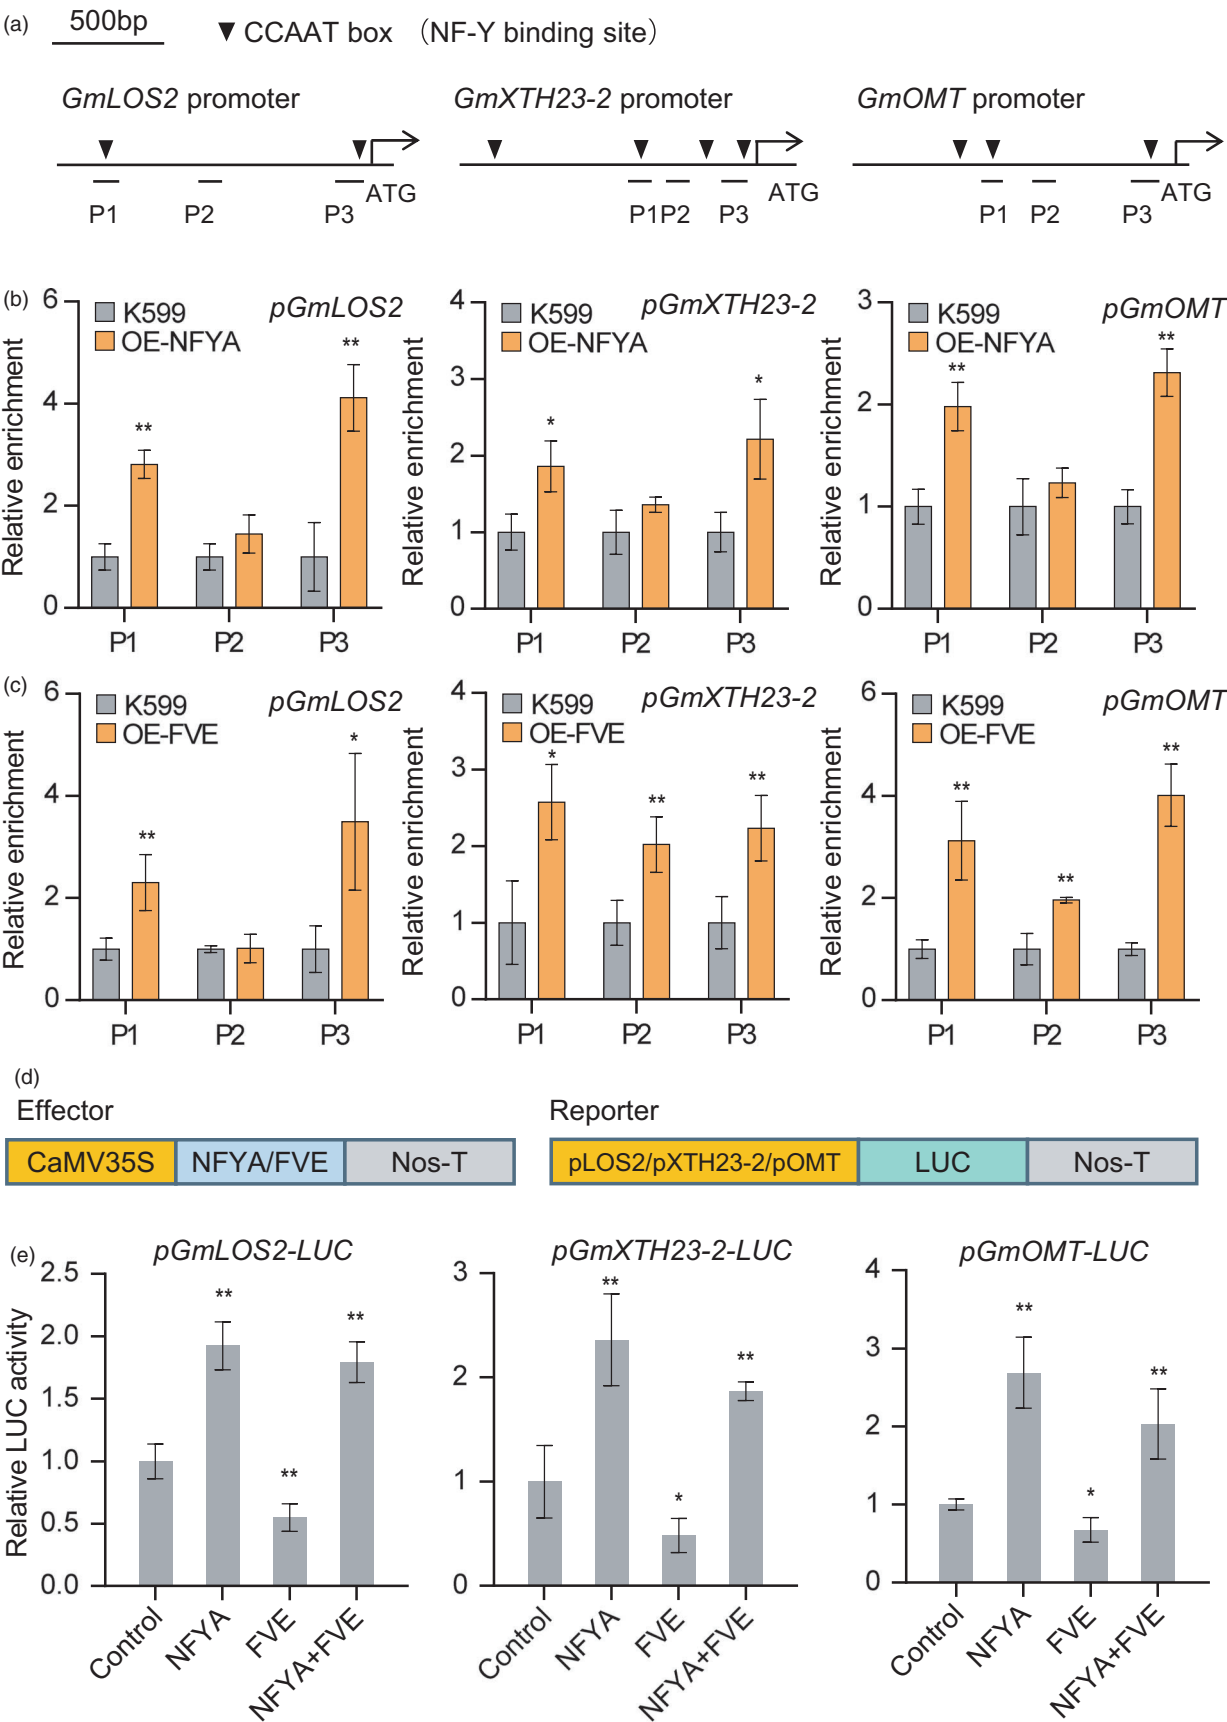 (a) 500bp ▼ CCAAT box （NF-Y binding site）
GmLOS2 promoter GmXTH23-2 promoter GmOMT promoter
ATG ATG ATG
P1 P2 P3 P1 P2 P3 P1 P2 P3
(b)
6 4 2 0
Relative enrichment
K599
OE-NFYA
pGmLOS2
** **
P1 P2 P3
4 3 2 1 0
Relative enrichment
K599
OE-NFYA
pGmXTH23-2
* *
P1 P2 P3
3 2 1 0
Relative enrichment
K599
OE-NFYA
pGmOMT
** **
P1 P2 P3
(c)
6 4 2 0
Relative enrichment
K599
OE-FVE
pGmLOS2
** *
P1 P2 P3
4 3 2 1 0
Relative enrichment
K599
OE-FVE
pGmXTH23-2
* ** **
P1 P2 P3
6 4 2 0
Relative enrichment
K599
OE-FVE
pGmOMT
** ** **
P1 P2 P3
(d)
Effector Reporter
CaMV35S NFYA/FVE Nos-T pLOS2/pXTH23-2/pOMT LUC Nos-T
(e)
pGmLOS2-LUC
2.5 2.0 1.5 1.0 0.5 0.0
Relative LUC activity
** ** **
Control NFYA FVE NFYA+FVE
pGmXTH23-2-LUC
3 2 1 0
** * **
Control NFYA FVE NFYA+FVE
pGmOMT-LUC
4 3 2 1 0
** * **
Control NFYA FVE NFYA+FVE